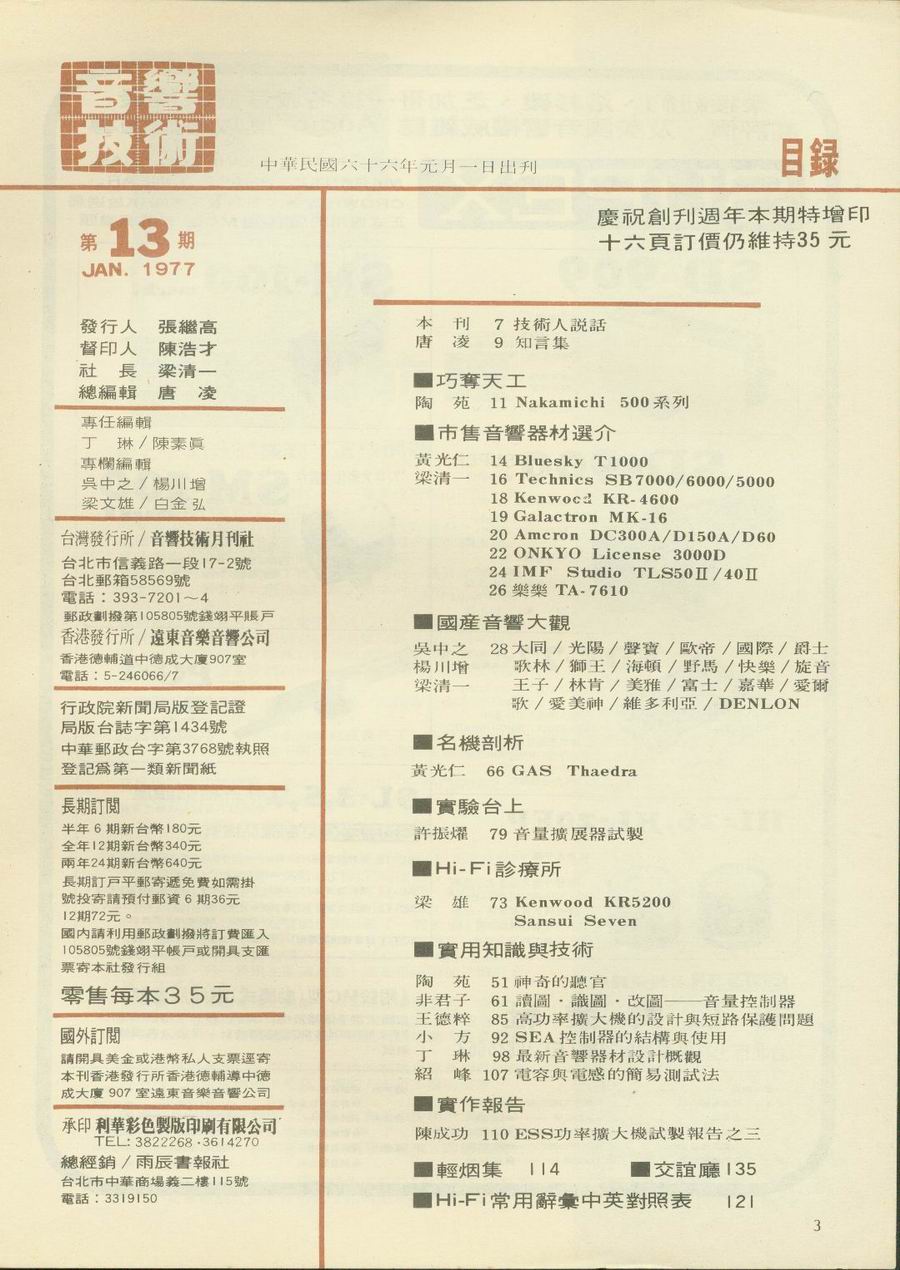 音響
技術
中華民國六十六年元月一日出刊
目録
第13期
JAN. 1977
發行人 張繼高
督印人 陳浩才
社 長 梁清一
總編輯 唐 凌
專任編輯
丁 琳/陳素眞
專欄編輯
吳中之/楊川增
梁文雄/白金弘
台灣發行所/音響技術月刊社
台北市信義路一段17-2號
台北郵箱58569號
電話：393-7201～4
郵政劃撥第105805號錢翊平賬戶
香港發行所/遠東音樂音響公司
香港德輔道中德成大廈907室
電話：5-246066/7
行政院新聞局版登記證
局版台誌字第1434號
中華郵政台字第3768號執照
登記爲第一類新聞紙
長期訂閱
半年6期新台幣180元
全年12期新台幣340元
兩年24期新台幣640元
長期訂戸平郵寄遞免費如需掛
號投寄請預付郵資6期36元
12期72元。
國内請利用郵政劃撥將訂費匯入
105805號錢翊平帳戸或開具支匯
票寄本社發行組
零售每本35元
國外訂閱
請開具美金或港幣私人支票逕寄
本刊香港發行所香港德輔導中德
成大廈 907 室遠東音樂音響公司
承印 利華彩色製版印刷有限公司
TEL: 3822268·3614270
總經銷/雨辰書報社
台北市中華商場義二樓115號
電話：3319150
慶祝創刊週年本期特增印
十六頁訂價仍維持35元
本 刊 7 技術人説話
唐 凌 9 知言集
■巧奪天工
陶 苑 11 Nakamichi 500系列
■市售音響器材選介
黃光仁 14 Bluesky T1000
梁清一 16 Technics SB7000/6000/5000
18 Kenwood KR-4600
19 Galactron MK-16
20 Amcron DC300A/D150A/D60
22 ONKYO License 3000D
24 IMF Studio TLS50Ⅱ/40Ⅱ
26 樂樂 TA-7610
■國産音響大觀
吳中之 28 大同/光陽/聲寶/歐帝/國際/爵士
楊川增 歌林/獅王/海頓/野馬/快樂/旋音
梁清一 王子/林肯/美雅/富士/嘉華/愛爾
歌/愛美神/維多利亞/DENLON
■名機剖析
黃光仁 66 GAS Thaedra
■實驗台上
許振燿 79 音量擴展器試製
■Hi-Fi診療所
梁 雄 73 Kenwood KR5200
Sansui Seven
■實用知識與技術
陶 苑 51 神奇的聽官
非君子 61 讀圖·識圖·改圖——音量控制器
王德粹 85 高功率擴大機的設計與短路保護問題
小 方 92 SEA控制器的結構與使用
丁 琳 98 最新音響器材設計概觀
紹 峰 107 電容與電感的簡易測試法
■實作報告
陳成功 110 ESS功率擴大機試製報告之三
■輕烟集 114 ■交誼廳135
■Hi-Fi常用辭彙中英對照表 121
3